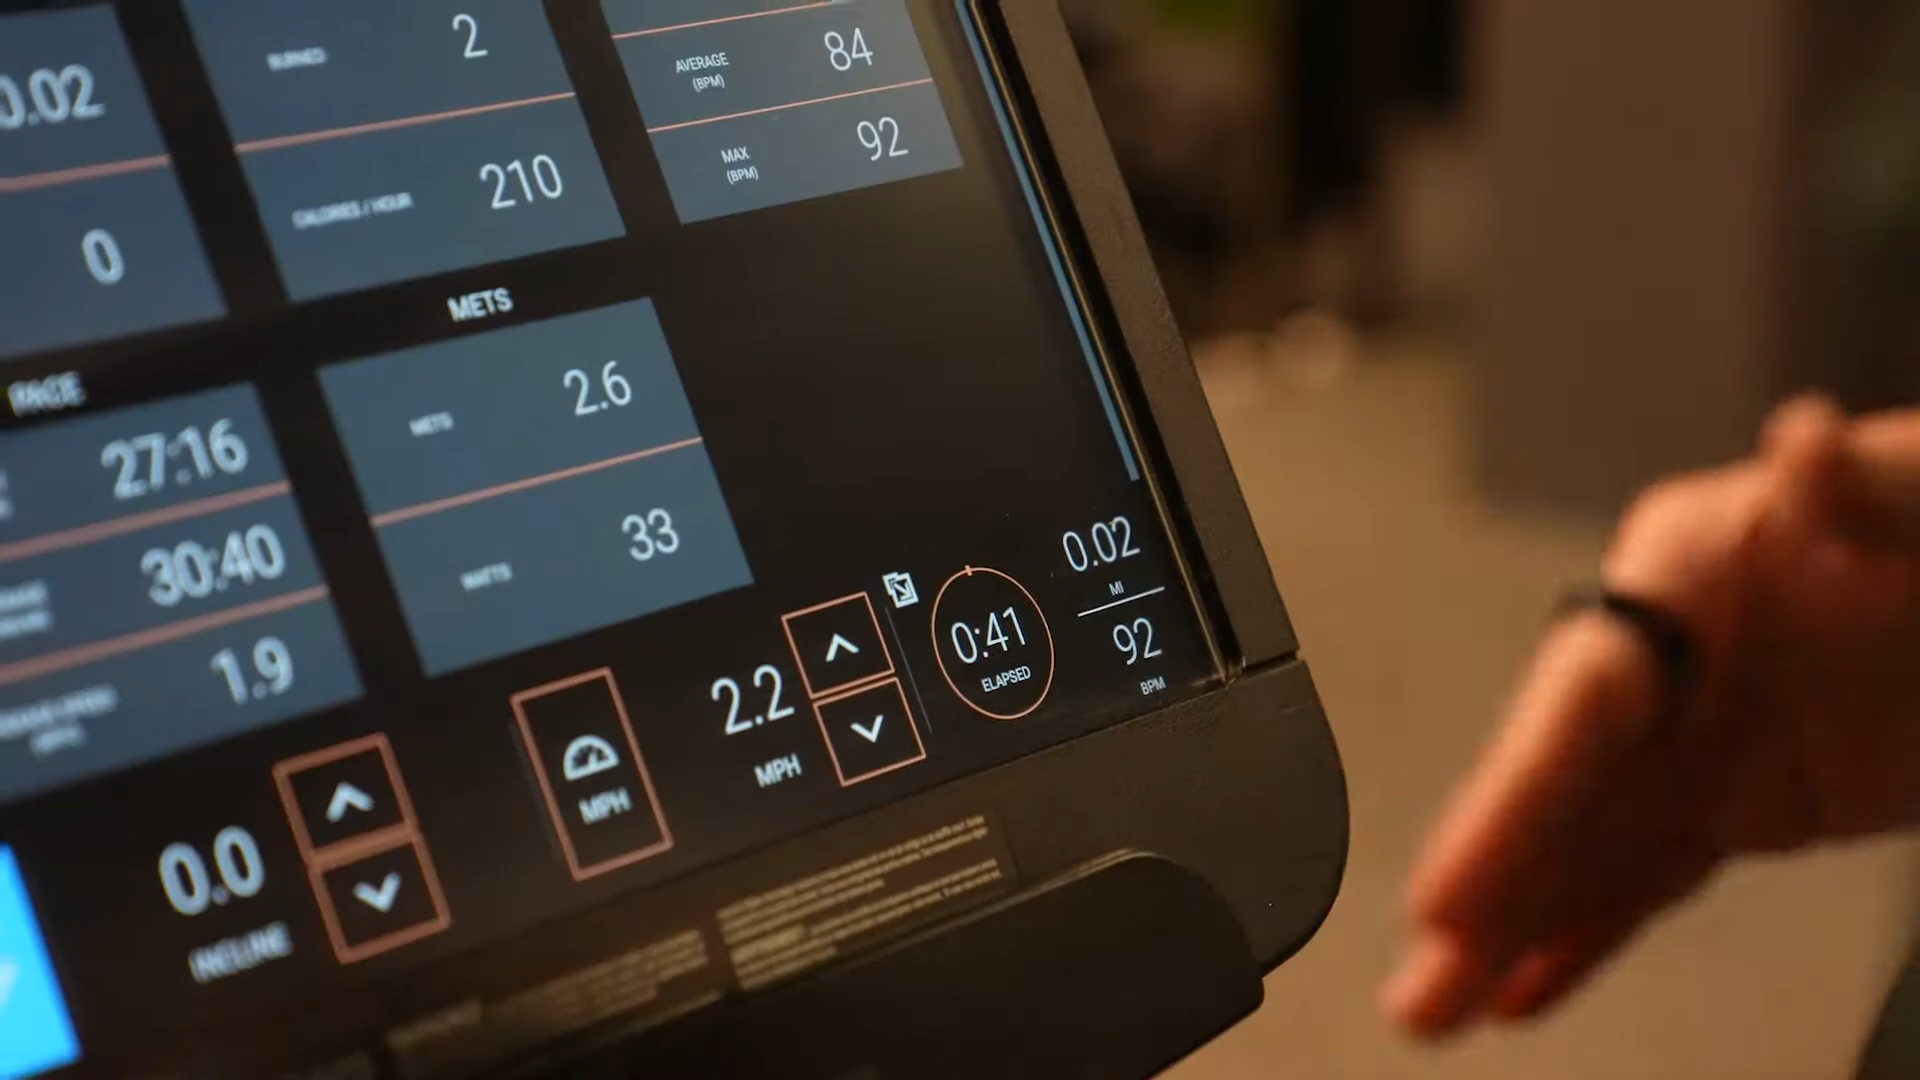 0.02
0
BURNED 2
CALORIES / HOUR 210
AVERAGE
(BPM)
84
MAX
(BPM)
92
PACE
27:16
30:40
1.9
METS
METS 2.6
WATTS 33
0.0
INCLINE
MPH
2.2
MPH
0:41
ELAPSED
0.02
MI
92
BPM